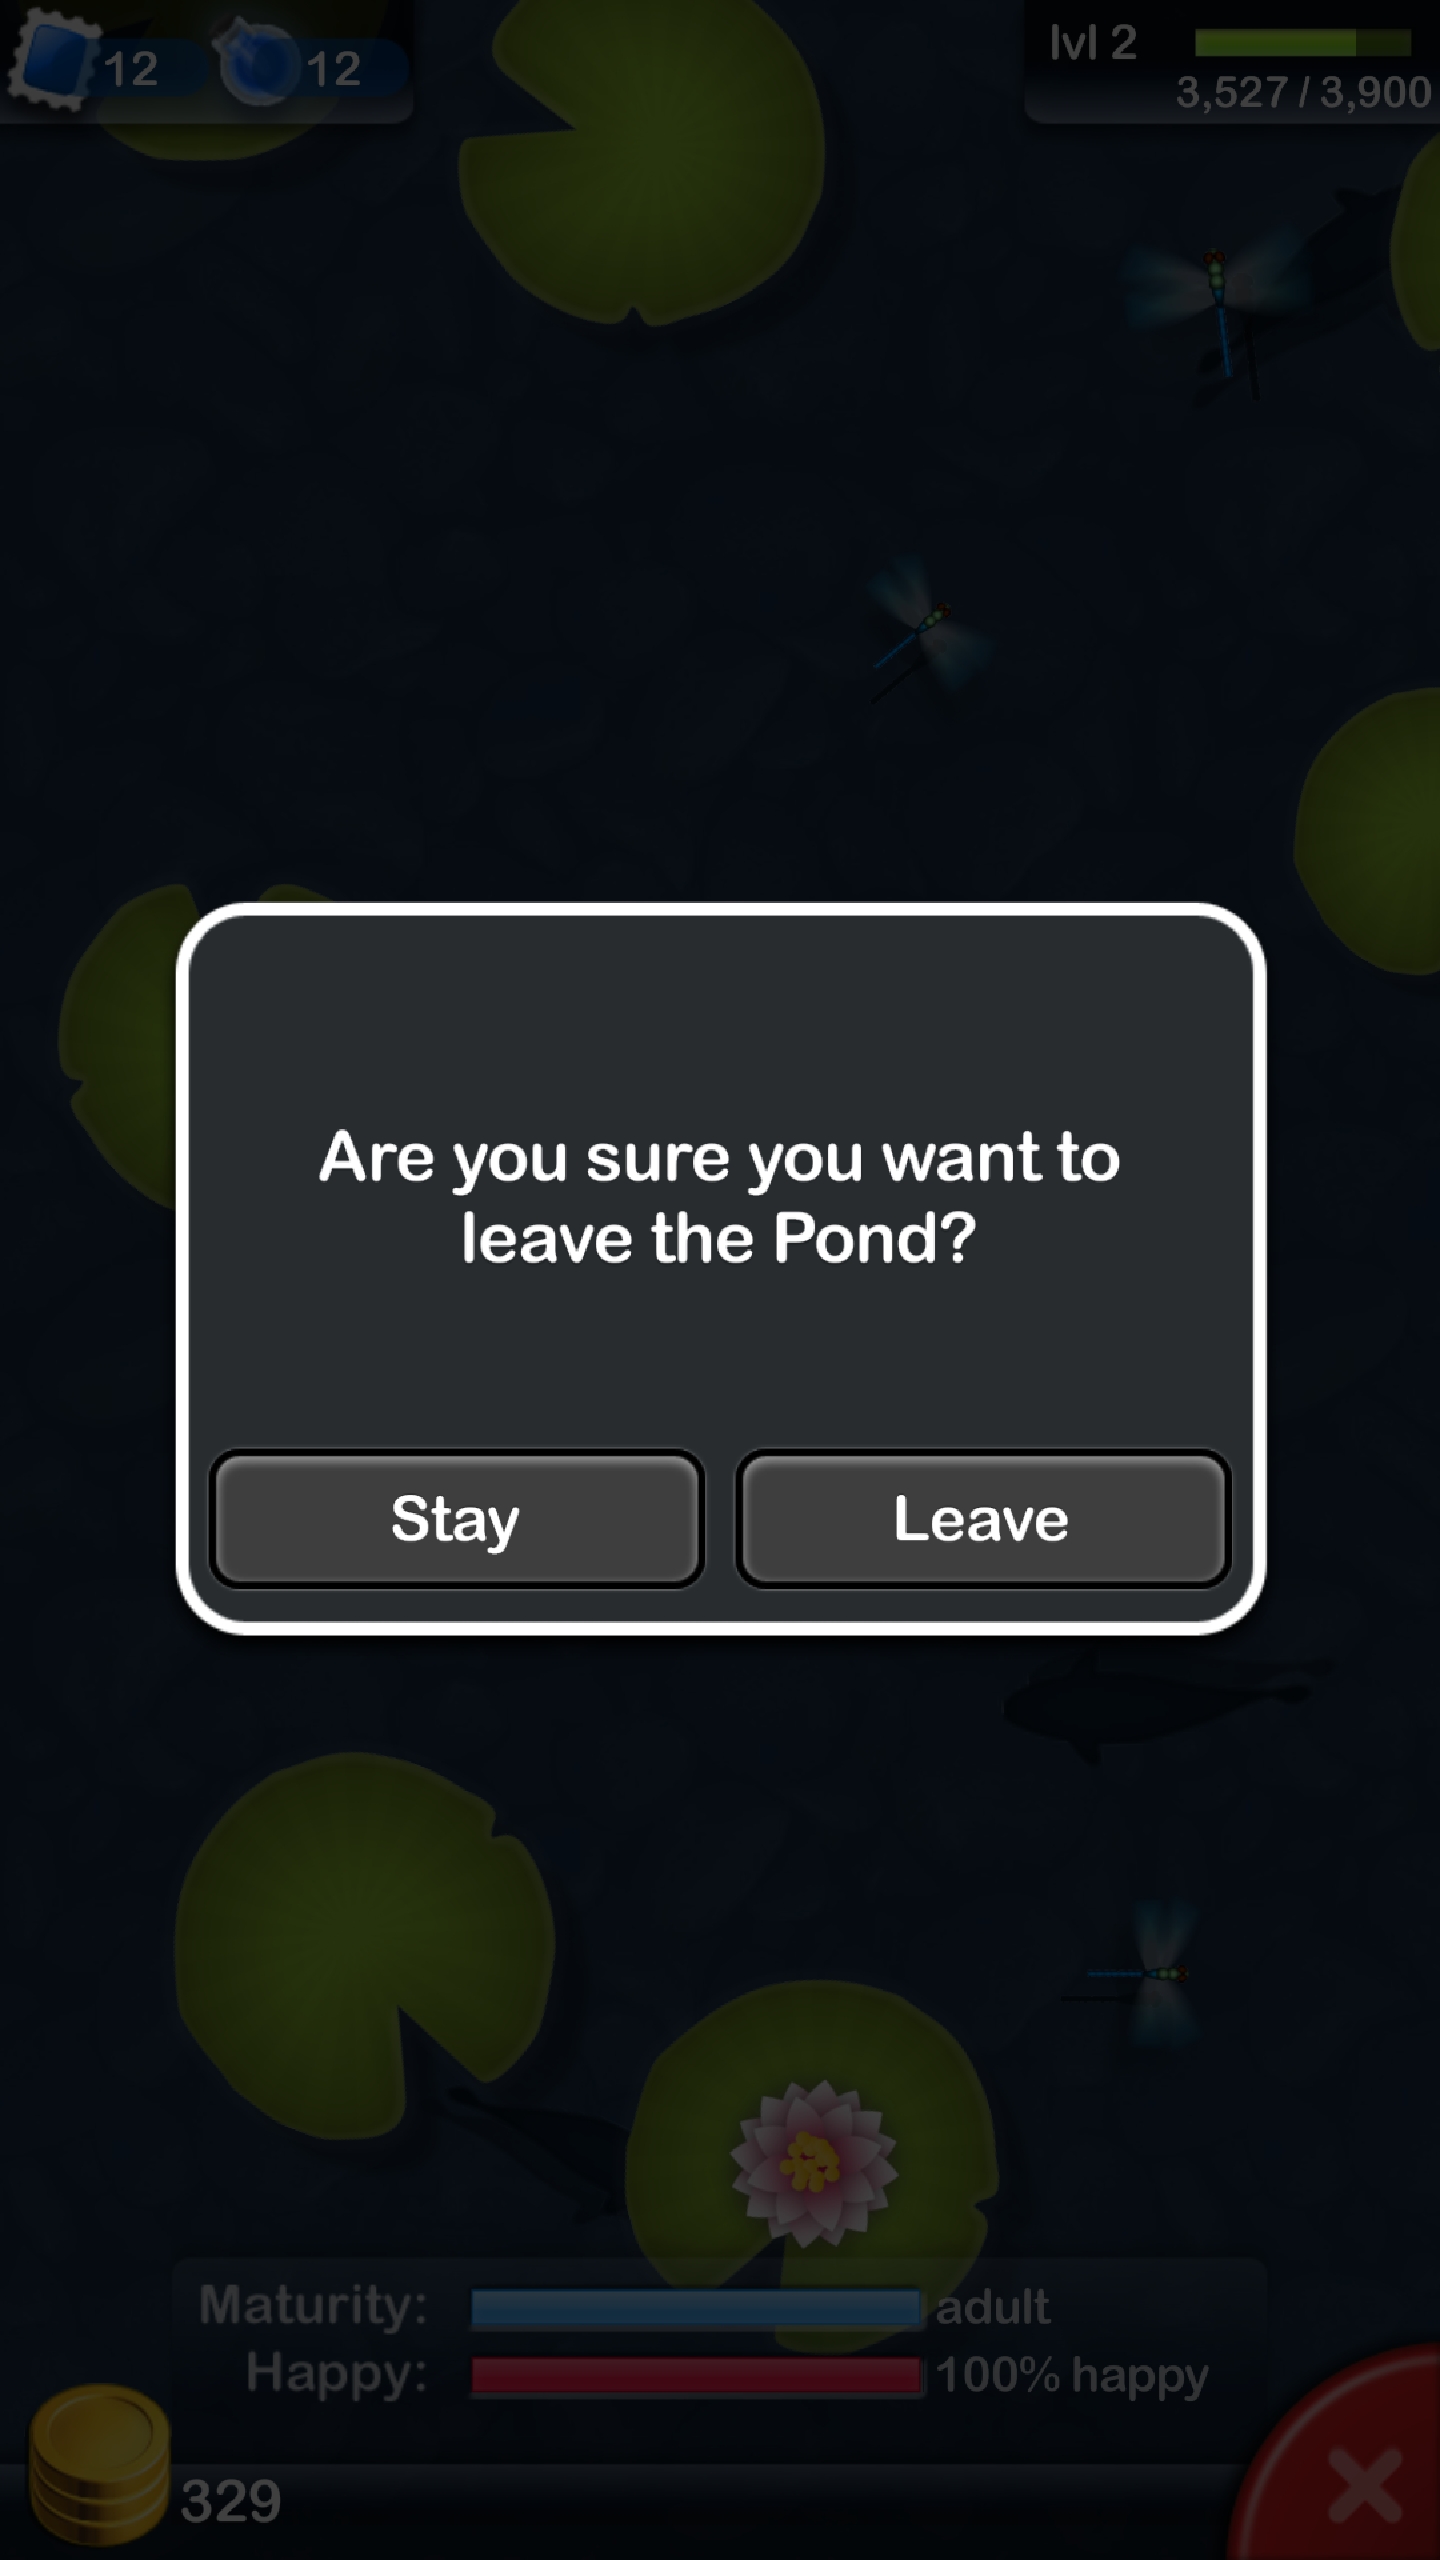 12
12
lvl 2
3,527 / 3,900
Are you sure you want to
leave the Pond?
Stay
Leave
Maturity: adult
Happy: 100% happy
329